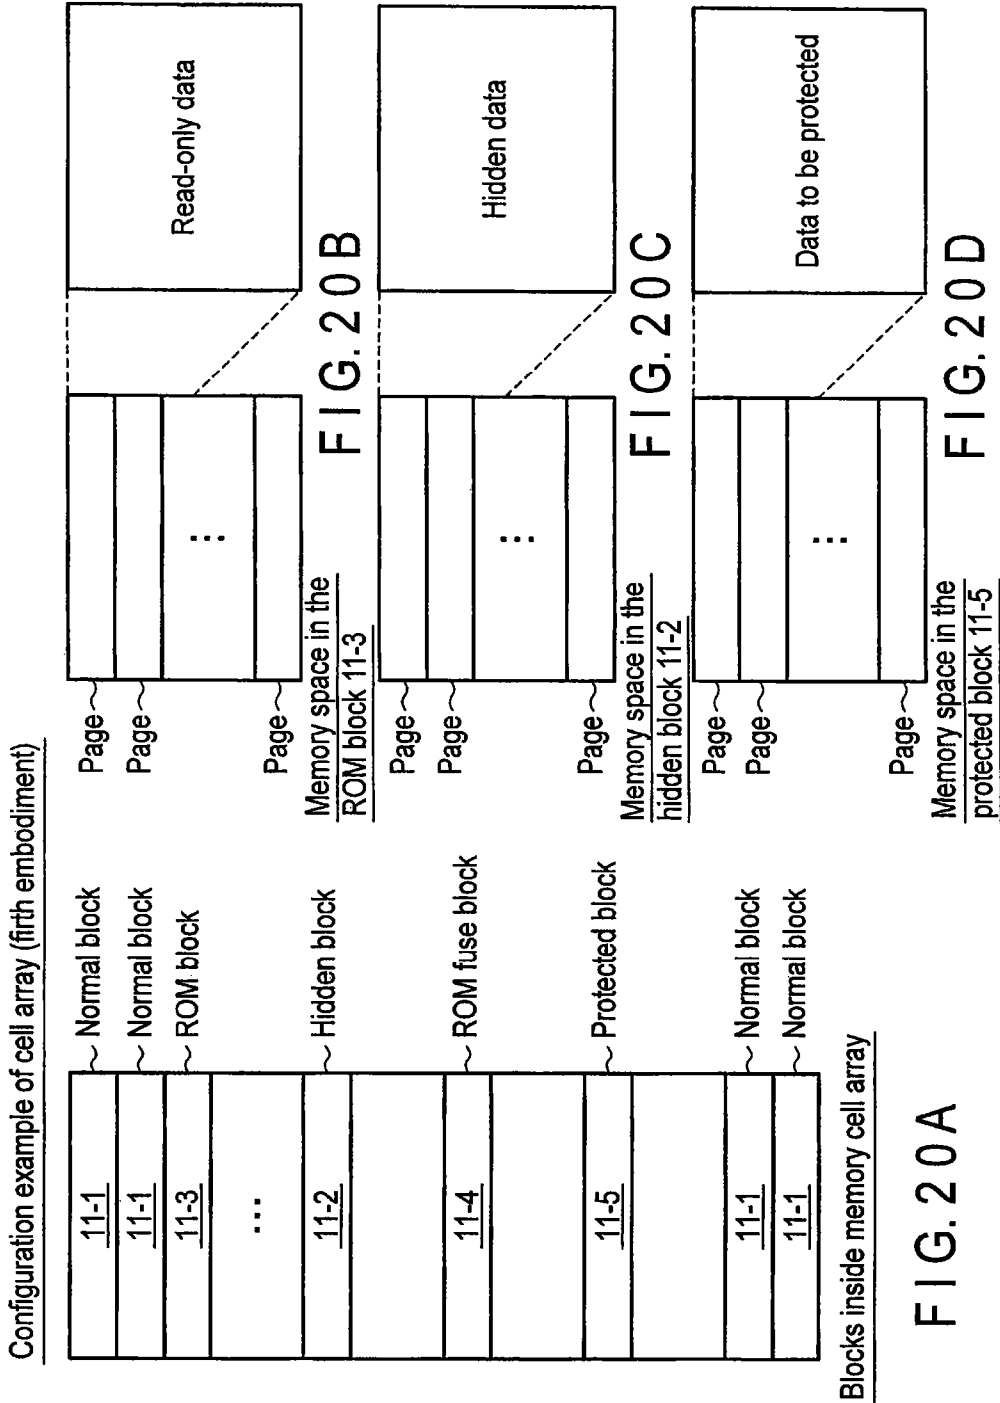 Configuration example of cell array (firth embodiment)
11-1
Normal block
11-1
Normal block
11-3
ROM block
...
11-2
Hidden block
11-4
ROM fuse block
11-5
Protected block
11-1
Normal block
11-1
Normal block
Blocks inside memory cell array
FIG. 20A
Page
Page
...
Page
Read-only data
Memory space in the
ROM block 11-3
FIG. 20B
Page
Page
...
Page
Hidden data
Memory space in the
hidden block 11-2
FIG. 20C
Page
Page
...
Page
Data to be protected
Memory space in the
protected block 11-5
FIG. 20D